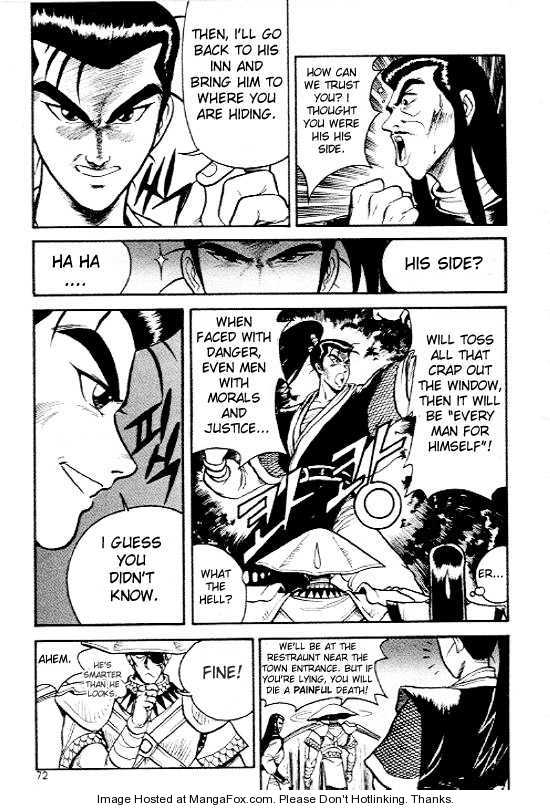 THEN, I'LL GO
BACK TO HIS
INN AND
BRING HIM TO
WHERE YOU
ARE HIDING.
HOW CAN
WE TRUST
YOU? I
THOUGHT
YOU WERE
HIS HIS
SIDE.
HA HA
....
HIS SIDE?
I GUESS
YOU
DIDN'T
KNOW.
WHEN
FACED WITH
DANGER,
EVEN MEN
WITH
MORALS
AND
JUSTICE...
WILL TOSS
ALL THAT
CRAP OUT
THE WINDOW,
THEN IT WILL
BE "EVERY
MAN FOR
HIMSELF"!
WHAT
THE
HELL?
ER...
AHEM.
HE'S
SMARTER
THAN HE
LOOKS.
FINE!
WE'LL BE AT THE
RESTRAUNT NEAR THE
TOWN ENTRANCE. BUT IF
YOU'RE LYING, YOU WILL
DIE A PAINFUL DEATH!
72
Image Hosted at MangaFox.com. Please Don't Hotlinking. Thanks.